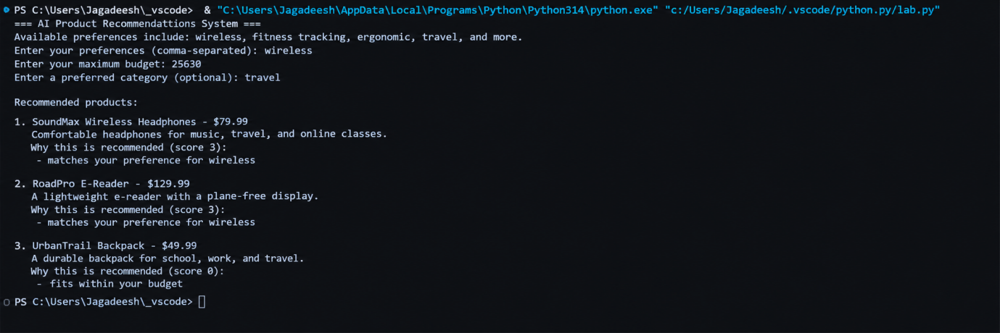 PS C:\Users\Jagadeesh\_vscode> & "C:\Users\Jagadeesh\AppData\Local\Programs\Python\Python314\python.exe" "c:/Users/Jagadeesh/.vscode/python.py/lab.py"
=== AI Product Recommendattions System ===
Available preferences include: wireless, fitness tracking, ergonomic, travel, and more.
Enter your preferences (comma-separated): wireless
Enter your maximum budget: 25630
Enter a preferred category (optional): travel
Recommended products:
1. SoundMax Wireless Headphones - $79.99
Comfortable headphones for music, travel, and online classes.
Why this is recommended (score 3):
- matches your preference for wireless
2. RoadPro E-Reader - $129.99
A lightweight e-reader with a plane-free display.
Why this is recommended (score 3):
- matches your preference for wireless
3. UrbanTrail Backpack - $49.99
A durable backpack for school, work, and travel.
Why this is recommended (score 0):
- fits within your budget
PS C:\Users\Jagadeesh\_vscode>